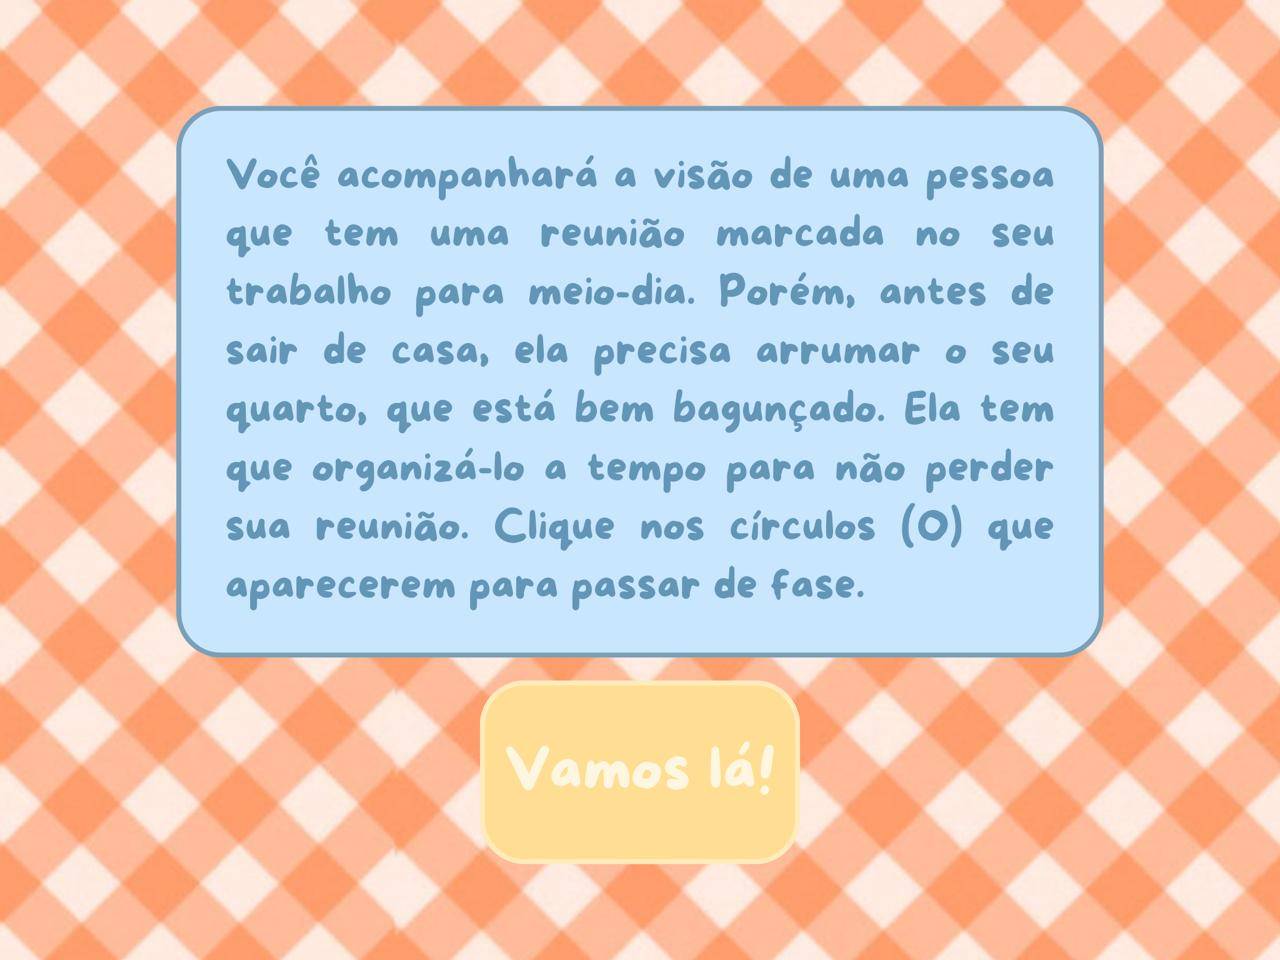 Você acompanhará a visão de uma pessoa
que tem uma reunião marcada no seu
trabalho para meio-dia. Porém, antes de
sair de casa, ela precisa arrumar o seu
quarto, que está bem bagunçado. Ela tem
que organizá-lo a tempo para não perder
sua reunião. Clique nos círculos (O) que
aparecerem para passar de fase.
Vamos lá!